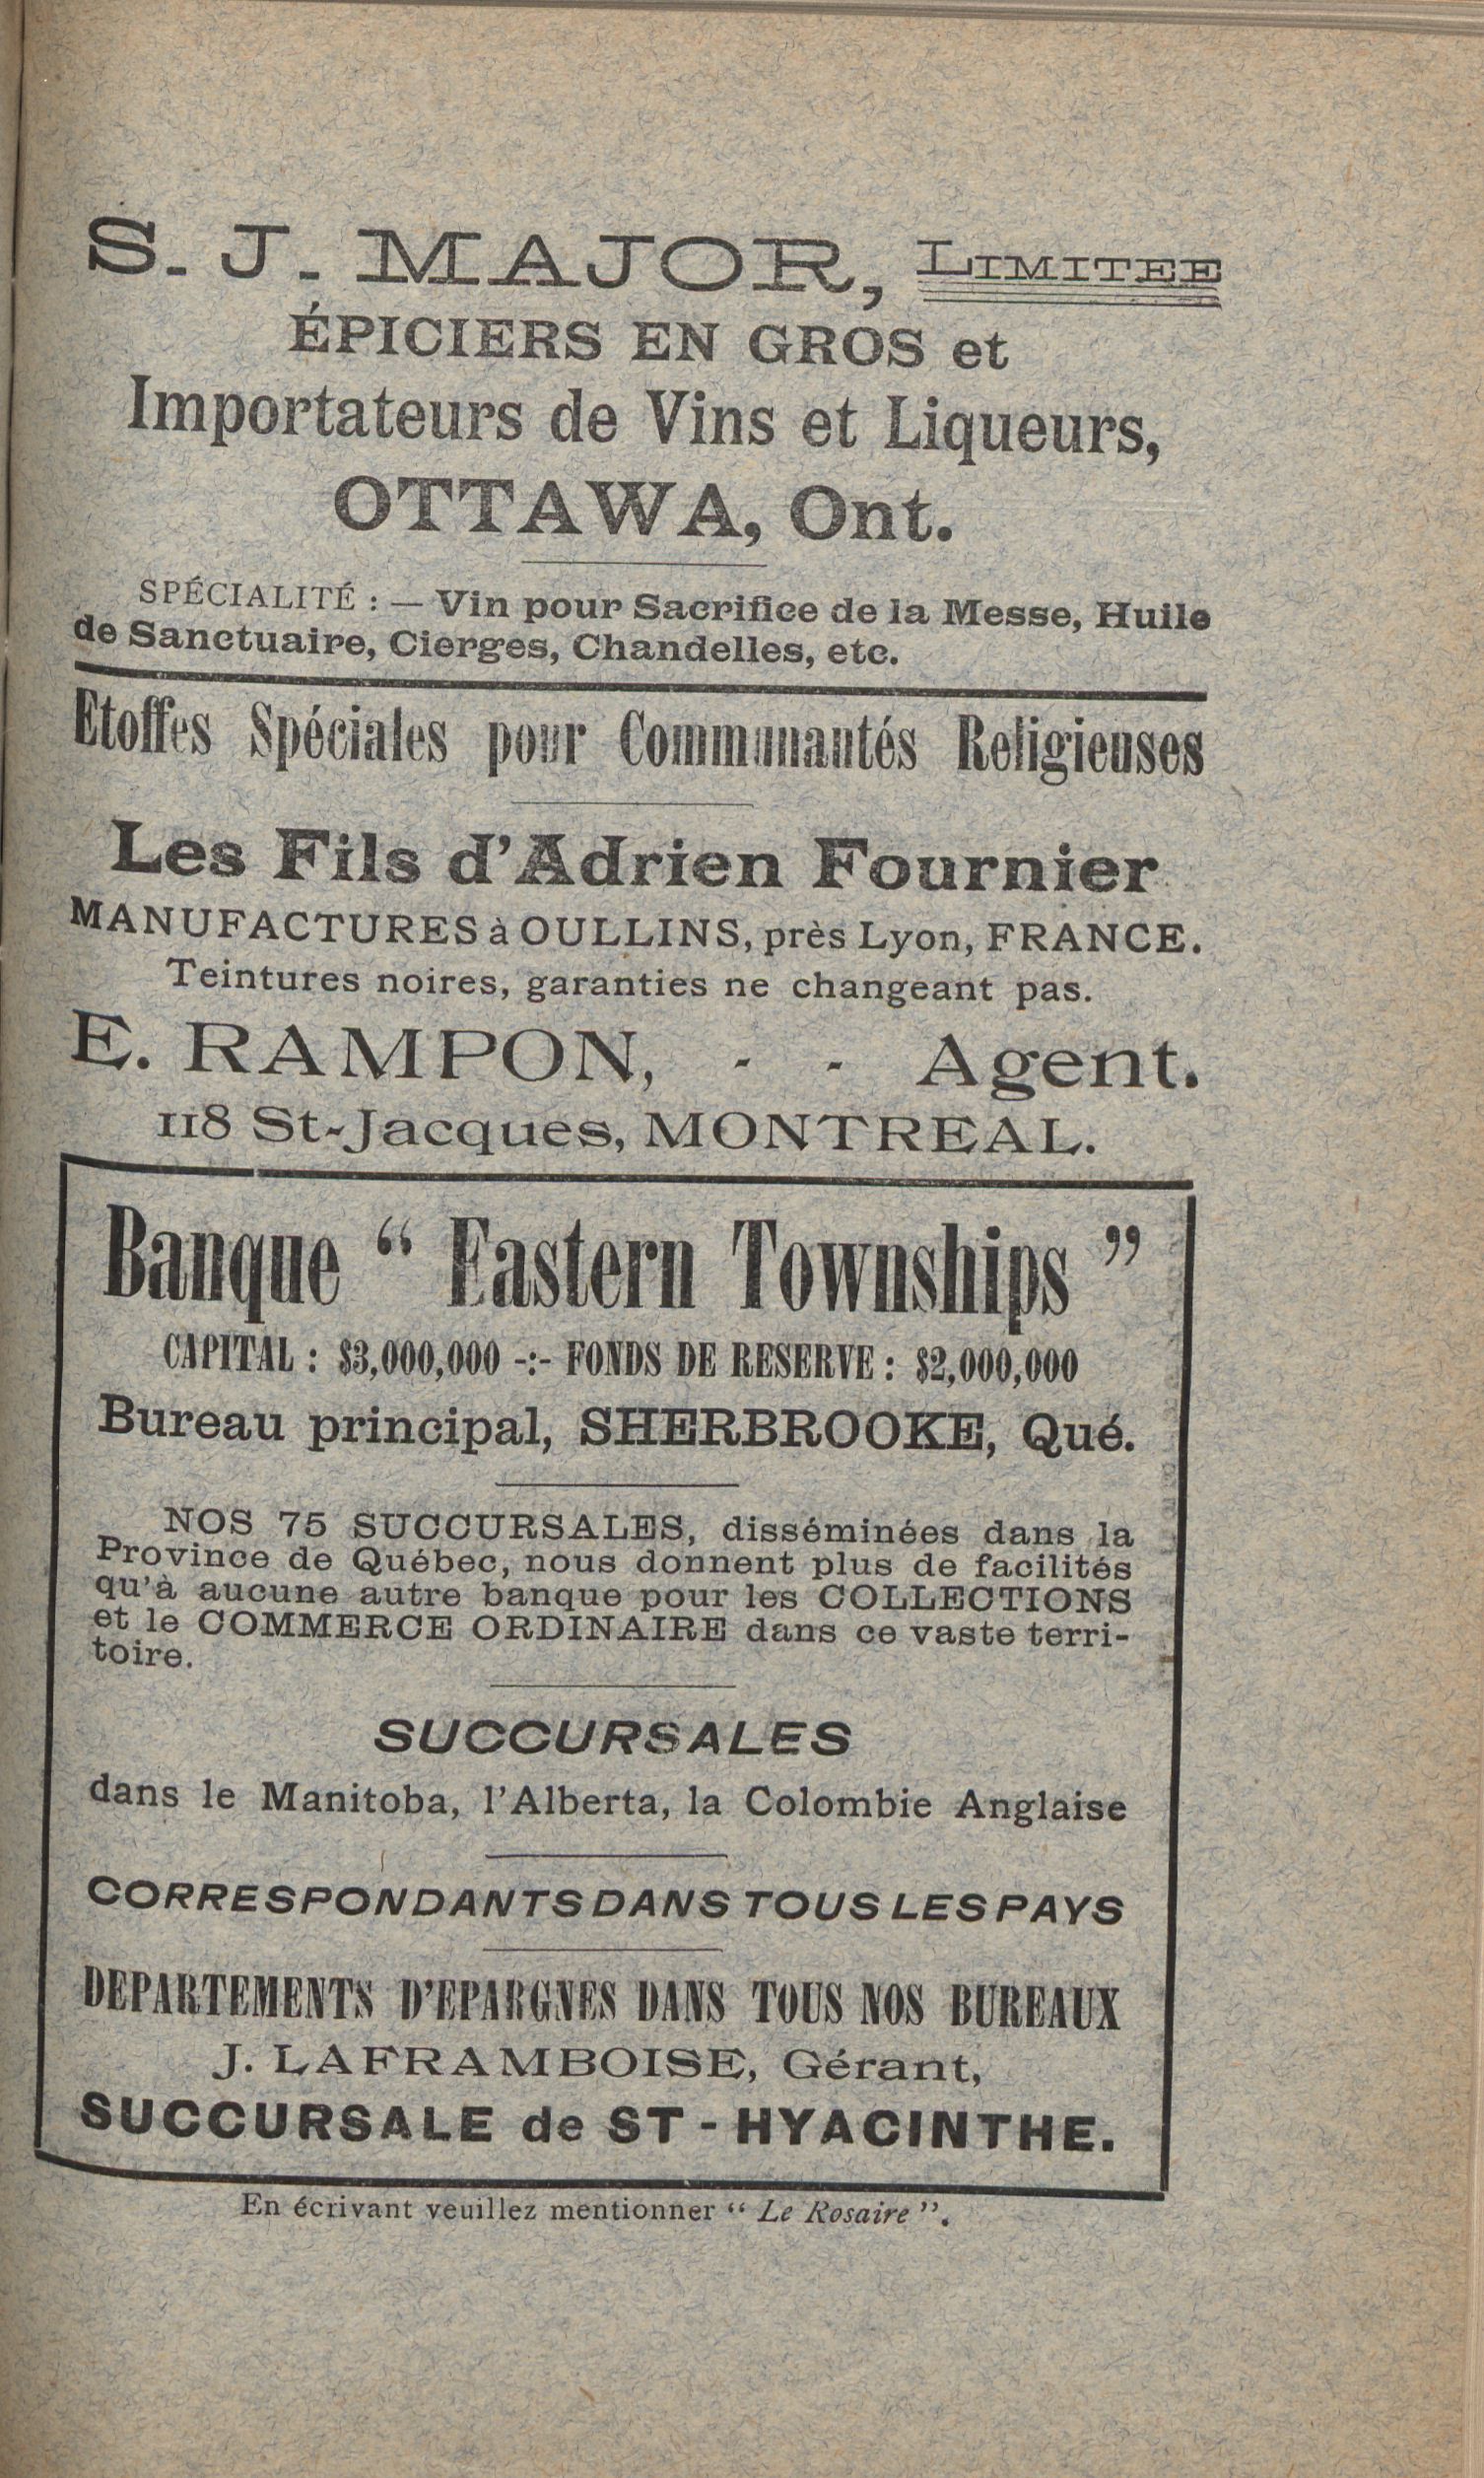 S. J. MAJOR, LIMITEE
ÉPICIERS EN GROS et
Importateurs de Vins et Liqueurs,
OTTAWA, Ont.
SPÉCIALITÉ : — Vin pour Sacrifice de la Messe, Huile
de Sanctuaire, Cierges, Chandelles, etc.
Etoffes Spéciales pour Communautés Religieuses
Les Fils d'Adrien Fournier
MANUFACTURES à OULLINS, près Lyon, FRANCE.
Teintures noires, garanties ne changeant pas.
E. RAMPON, - - Agent.
118 St-Jacques, MONTREAL.
Banque “ Eastern Townships ”
CAPITAL : $3,000,000 -:- FONDS DE RESERVE : $2,000,000
Bureau principal, SHERBROOKE, Qué.
NOS 75 SUCCURSALES, disséminées dans la
Province de Québec, nous donnent plus de facilités
qu'à aucune autre banque pour les COLLECTIONS
et le COMMERCE ORDINAIRE dans ce vaste terri-
toire.
SUCCURSALES
dans le Manitoba, l'Alberta, la Colombie Anglaise
CORRESPONDANTS DANS TOUS LES PAYS
DEPARTEMENTS D'EPARGNES DANS TOUS NOS BUREAUX
J. LAFRAMBOISE, Gérant,
SUCCURSALE de ST-HYACINTHE.
En écrivant veuillez mentionner “ Le Rosaire ”.